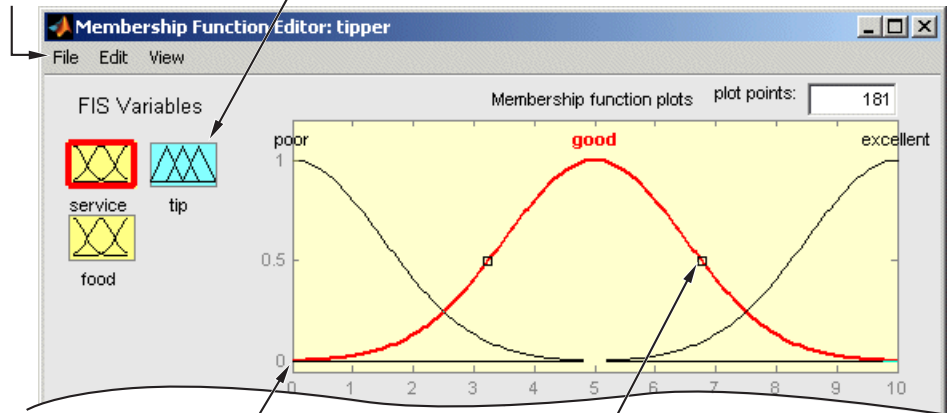 Membership Function Editor: tipper
File Edit View
FIS Variables
Membership function plots plot points: 181
poor good excellent
service tip
food
1
0.5
0
0 1 2 3 4 5 6 7 8 9 10